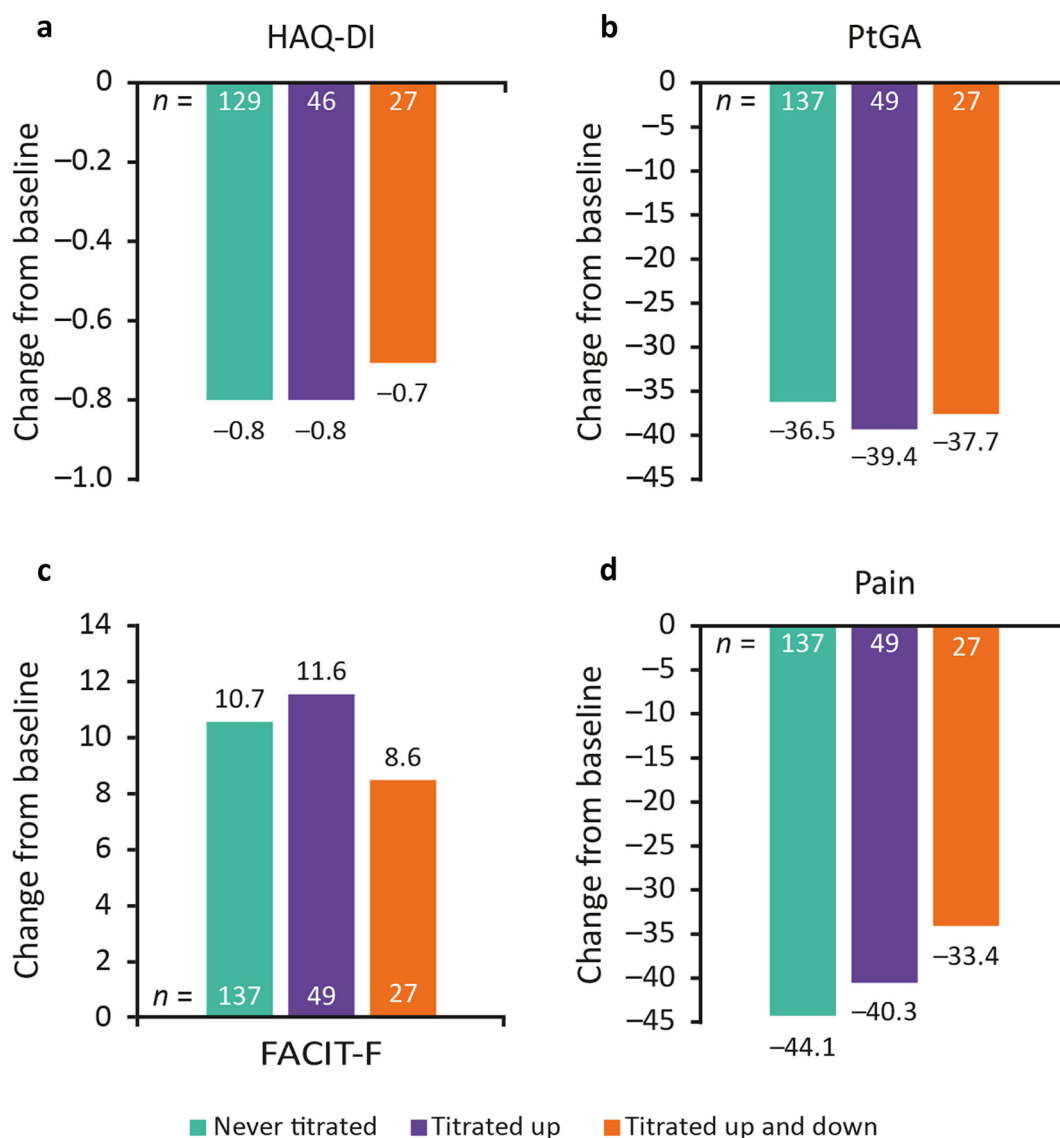 a
HAQ-DI
Change from baseline
0
–0.2
–0.4
–0.6
–0.8
–1.0
n = 129 46 27
–0.8 –0.8 –0.7
b
PtGA
Change from baseline
0
–5
–10
–15
–20
–25
–30
–35
–40
–45
n = 137 49 27
–36.5 –39.4 –37.7
c
Change from baseline
14
12
10
8
6
4
2
0
10.7 11.6 8.6
n = 137 49 27
FACIT-F
d
Pain
Change from baseline
0
–5
–10
–15
–20
–25
–30
–35
–40
–45
n = 137 49 27
–44.1 –40.3 –33.4
Never titrated Titrated up Titrated up and down